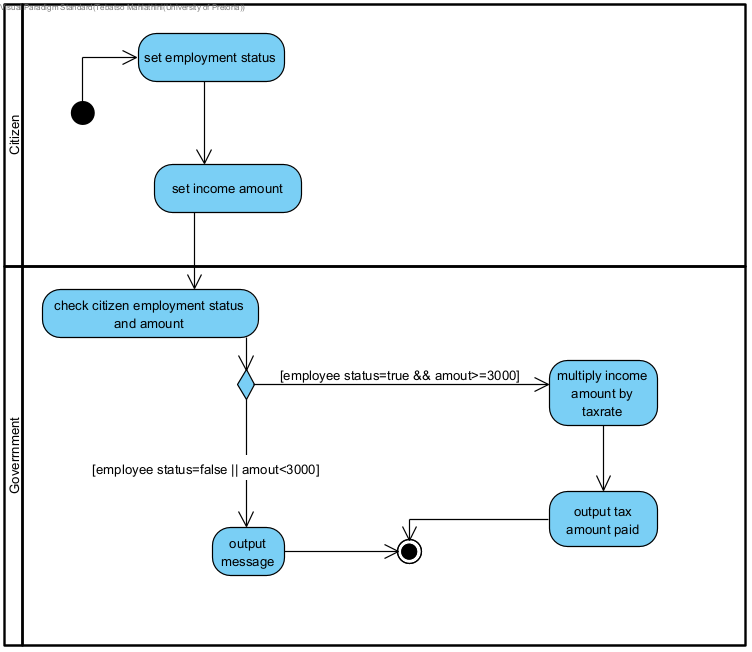 Visual Paradigm Standard(Tebatso Mahlathini(University of Pretoria))
set employment status
Citizen
set income amount
check citizen employment status
and amount
[employee status=true && amout>=3000]
multiply income
amount by
taxrate
Goverrnment
[employee status=false || amout<3000]
output tax
amount paid
output
message